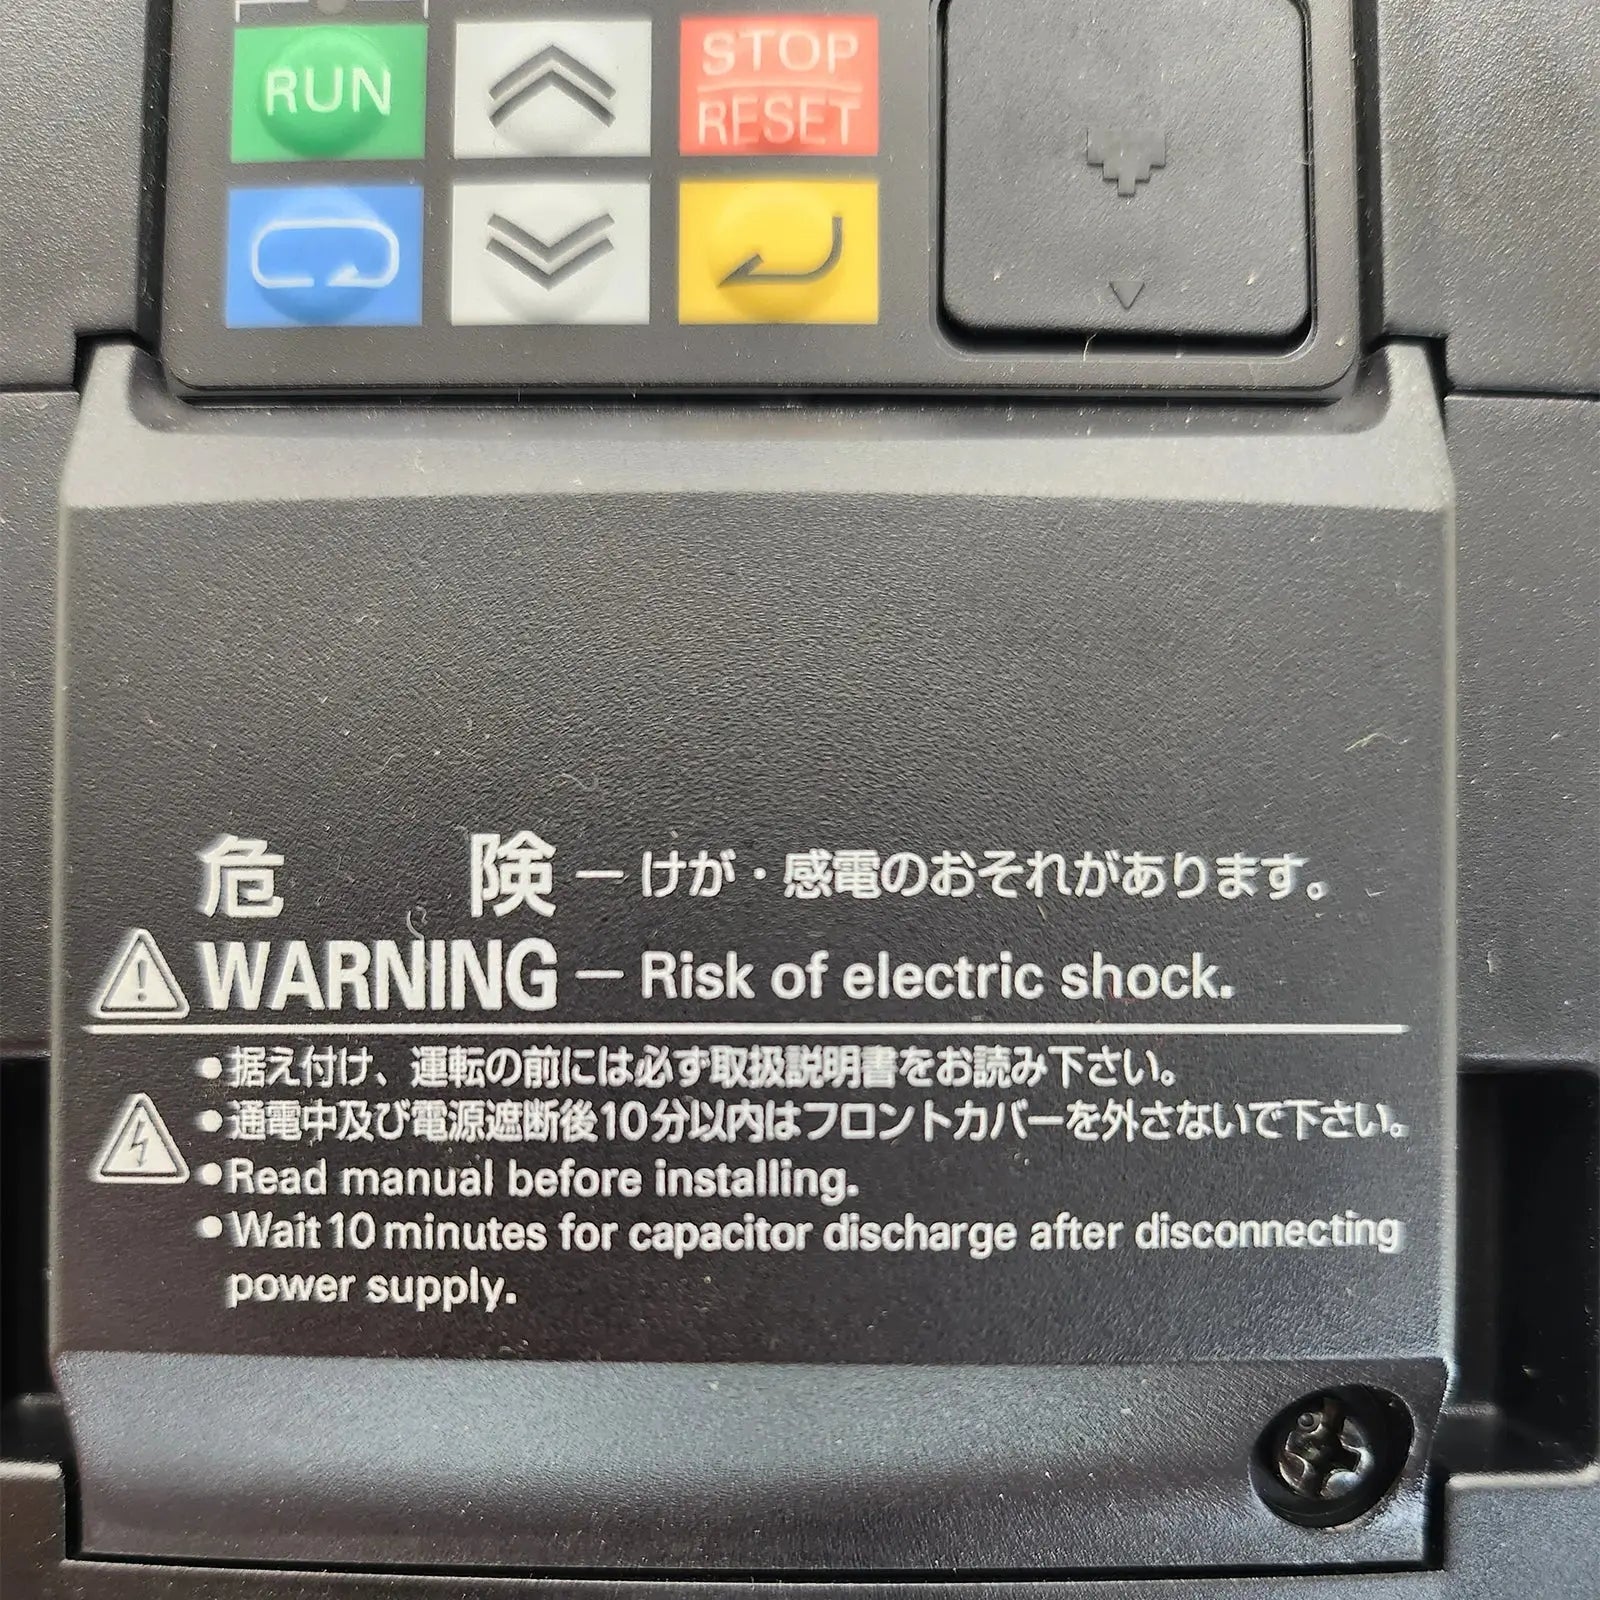 RUN
STOP
RESET
危 険 － けが・感電のおそれがあります。
WARNING － Risk of electric shock.
•据え付け、運転の前には必ず取扱説明書をお読み下さい。
•通電中及び電源遮断後10分以内はフロントカバーを外さないで下さい。
•Read manual before installing.
•Wait 10 minutes for capacitor discharge after disconnecting
power supply.